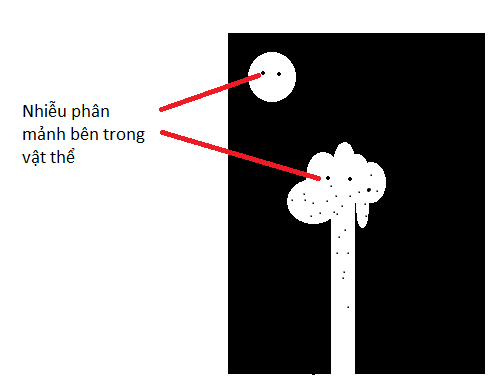 Nhiễu phân
mảnh bên trong
vật thể